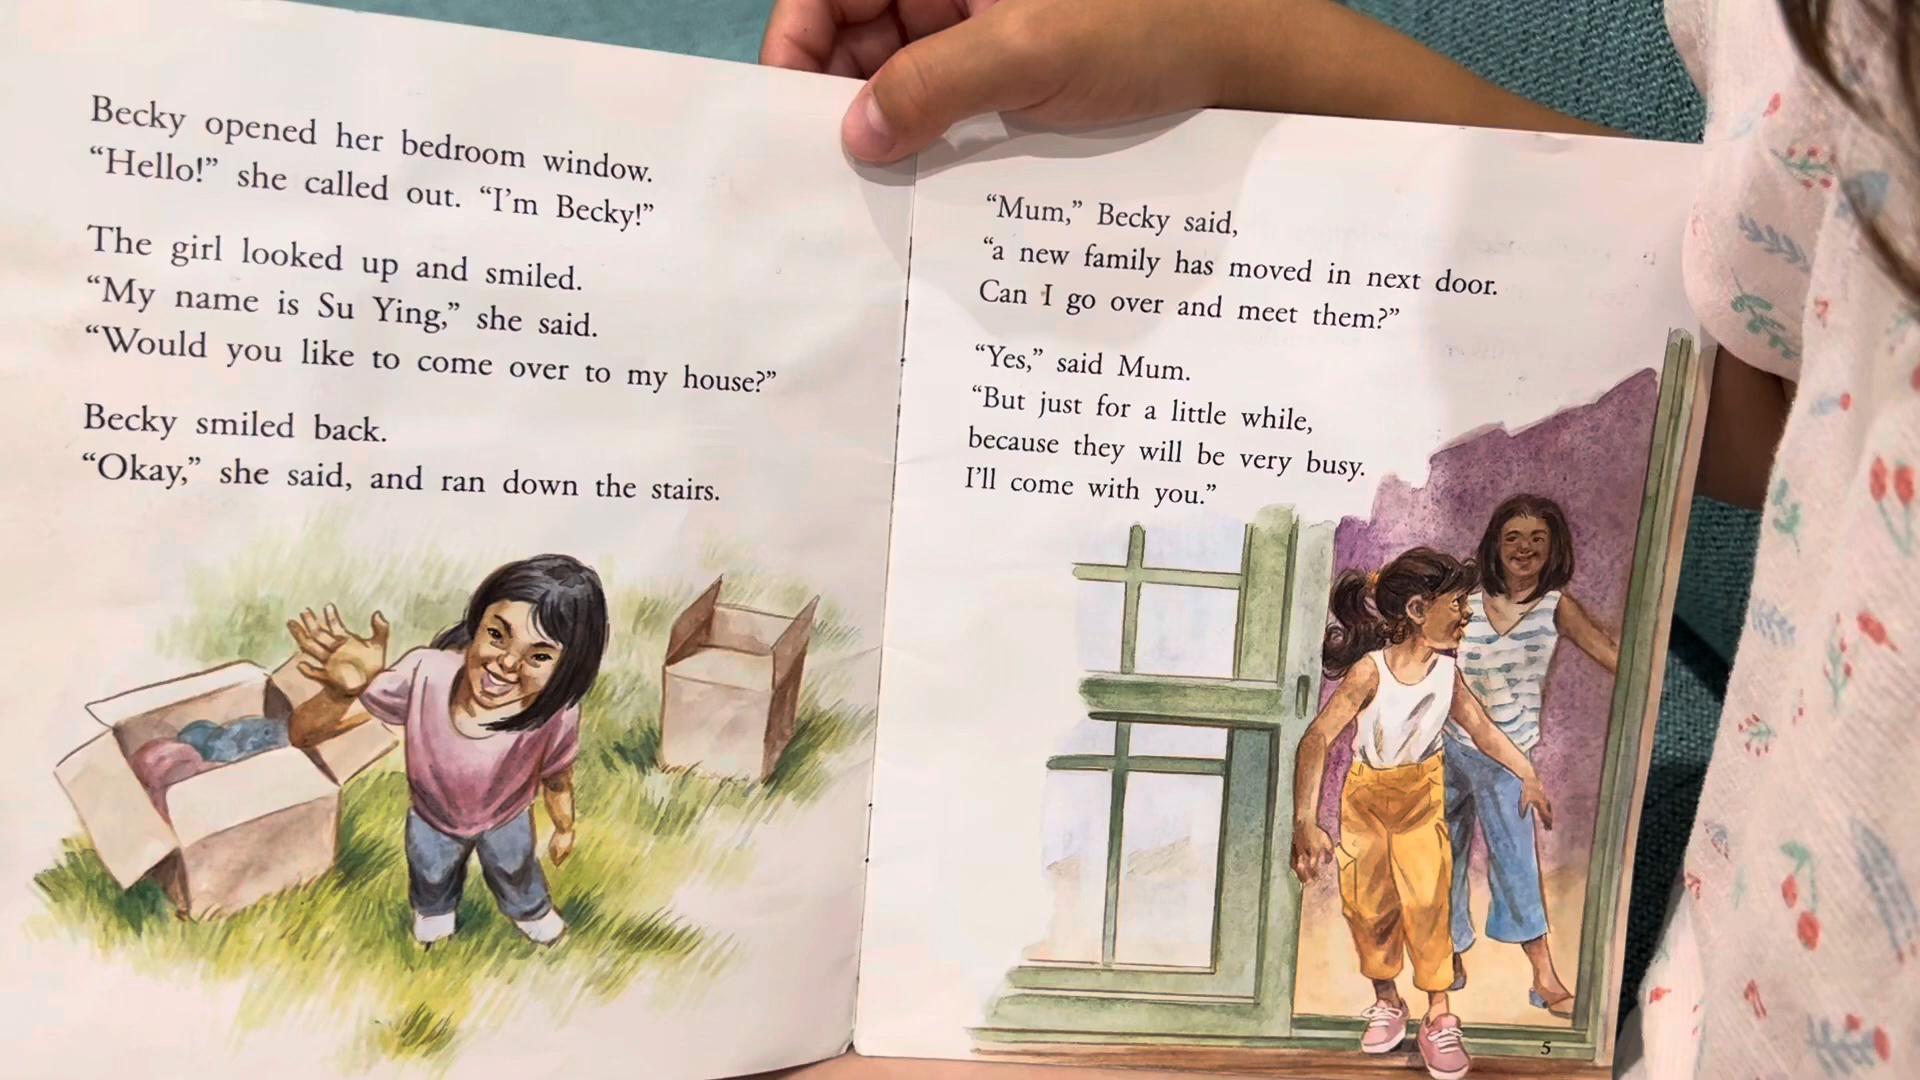 Becky opened her bedroom window.
“Hello!” she called out. “I’m Becky!”
The girl looked up and smiled.
“My name is Su Ying,” she said.
“Would you like to come over to my house?”
Becky smiled back.
“Okay,” she said, and ran down the stairs.
“Mum,” Becky said,
“a new family has moved in next door.
Can I go over and meet them?”
“Yes,” said Mum.
“But just for a little while,
because they will be very busy.
I’ll come with you.”
5